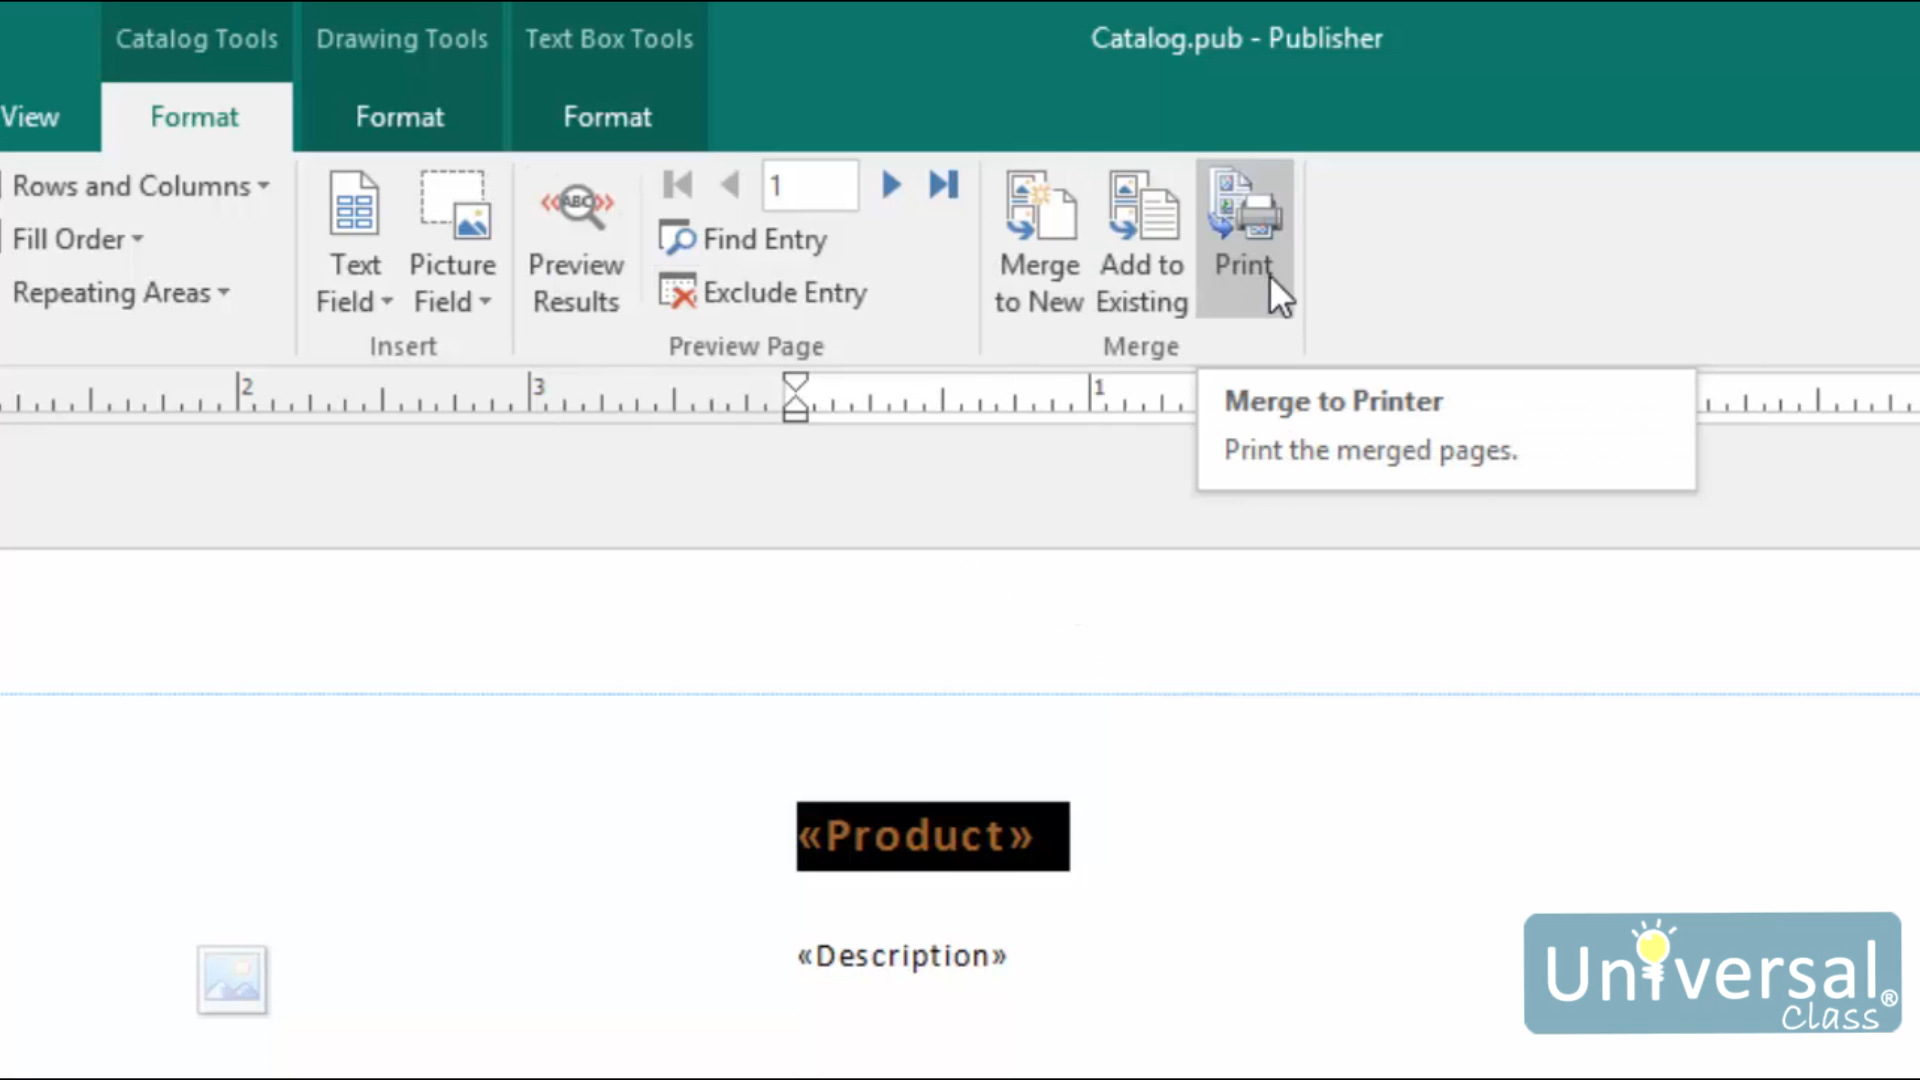 Catalog Tools Drawing Tools Text Box Tools Catalog.pub - Publisher
View Format Format Format
Rows and Columns
Fill Order
Repeating Areas
Text
Field
Picture
Field
Insert
ABC
Preview
Results
1
Find Entry
Exclude Entry
Preview Page
Merge
to New
Add to
Existing
Print
Merge
2 3 1
Merge to Printer
Print the merged pages.
«Product»
«Description»
Universal®
Class